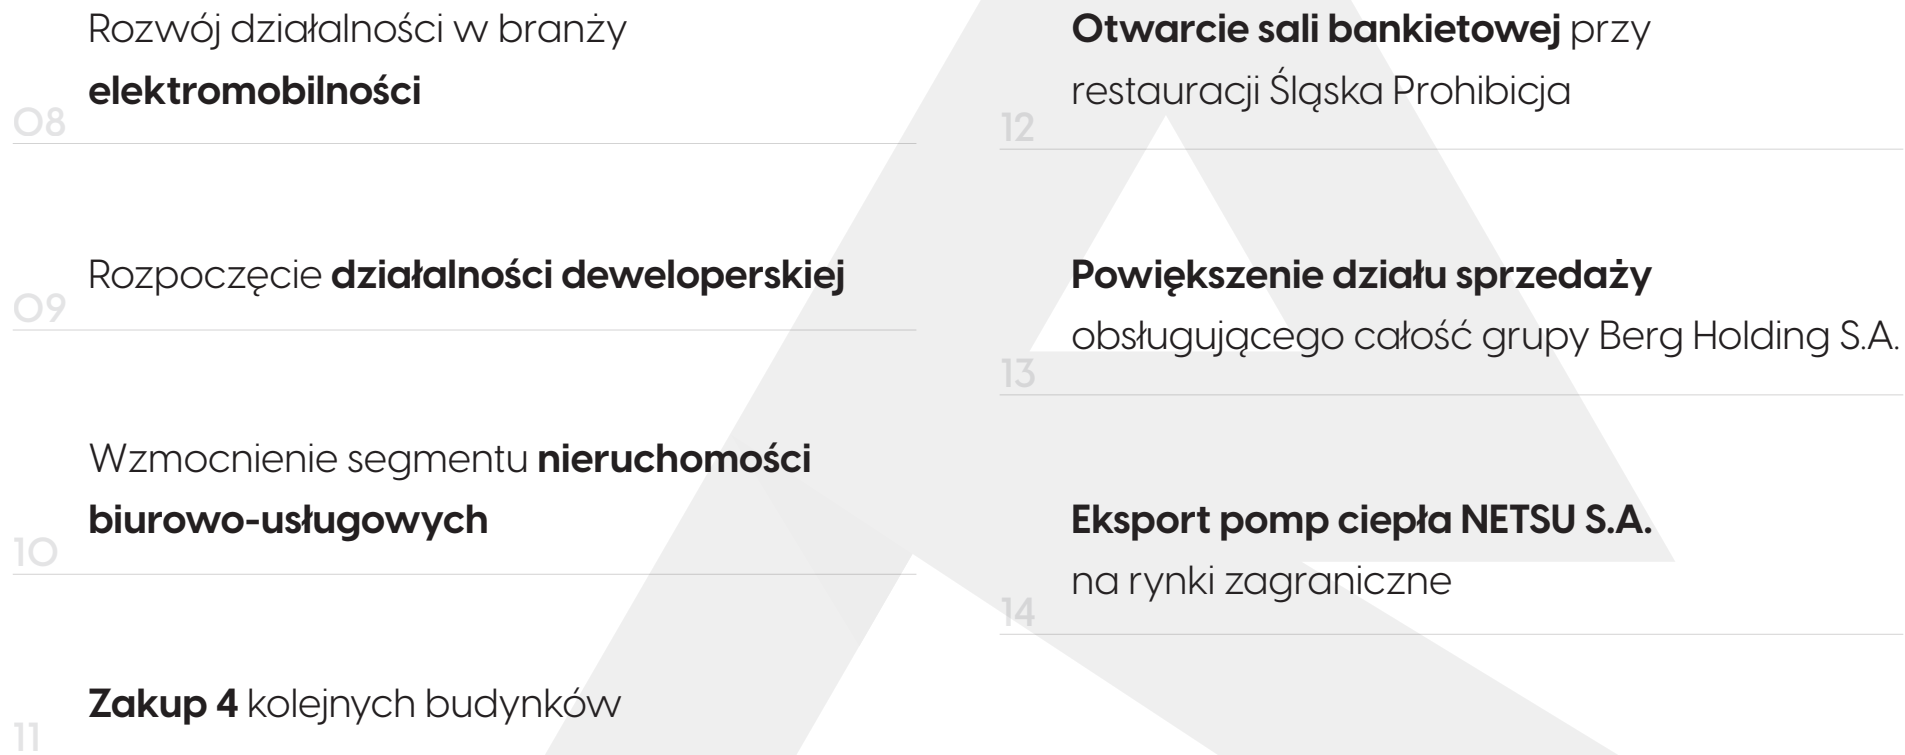 Rozwój działalności w branży
elektromobilności
08
Rozpoczęcie działalności deweloperskiej
09
Wzmocnienie segmentu nieruchomości
biurowo-usługowych
10
Zakup 4 kolejnych budynków
11
Otwarcie sali bankietowej przy
restauracji Śląska Prohibicja
12
Powiększenie działu sprzedaży
obsługującego całość grupy Berg Holding S.A.
13
Eksport pomp ciepła NETSU S.A.
na rynki zagraniczne
14